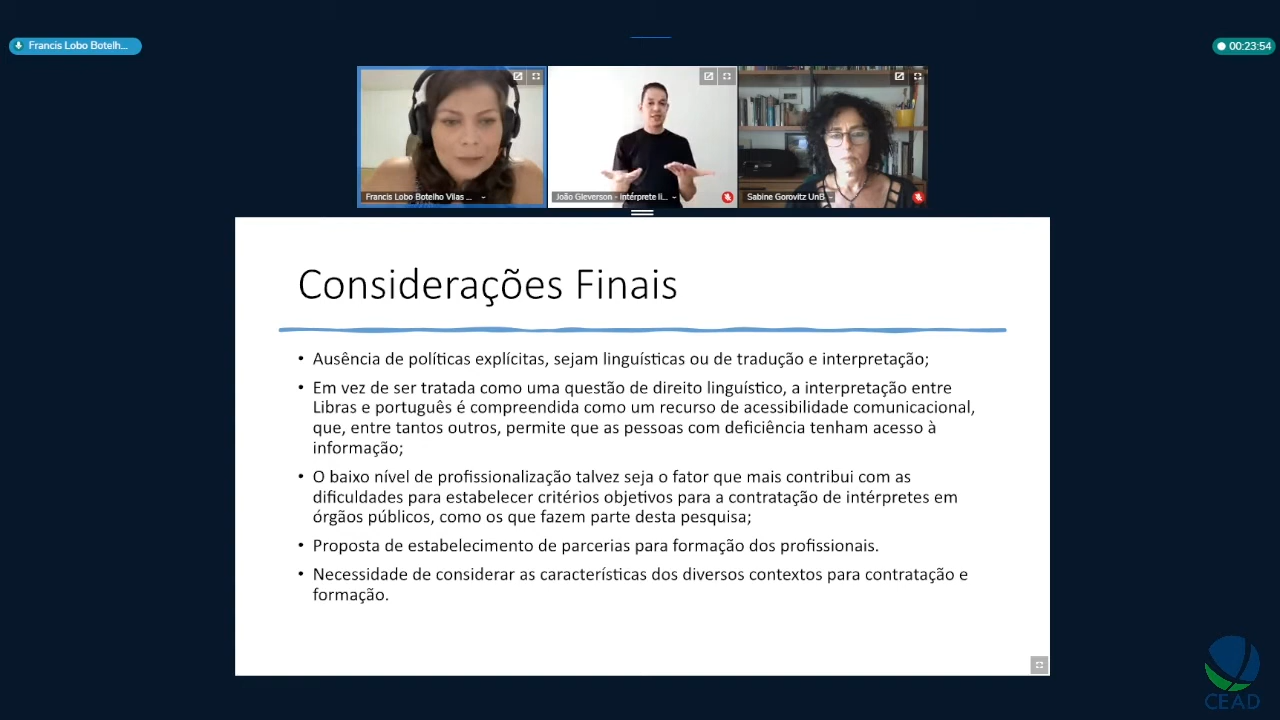 Francis Lobo Botelh...
00:23:54
Francis Lobo Botelho Vilas ...
João Gleverson - Intérprete li...
Sabine Gorovitz UnB
Considerações Finais
• Ausência de políticas explícitas, sejam linguísticas ou de tradução e interpretação;
• Em vez de ser tratada como uma questão de direito linguístico, a interpretação entre
Libras e português é compreendida como um recurso de acessibilidade comunicacional,
que, entre tantos outros, permite que as pessoas com deficiência tenham acesso à
informação;
• O baixo nível de profissionalização talvez seja o fator que mais contribui com as
dificuldades para estabelecer critérios objetivos para a contratação de intérpretes em
órgãos públicos, como os que fazem parte desta pesquisa;
• Proposta de estabelecimento de parcerias para formação dos profissionais.
• Necessidade de considerar as características dos diversos contextos para contratação e
formação.
CEAD